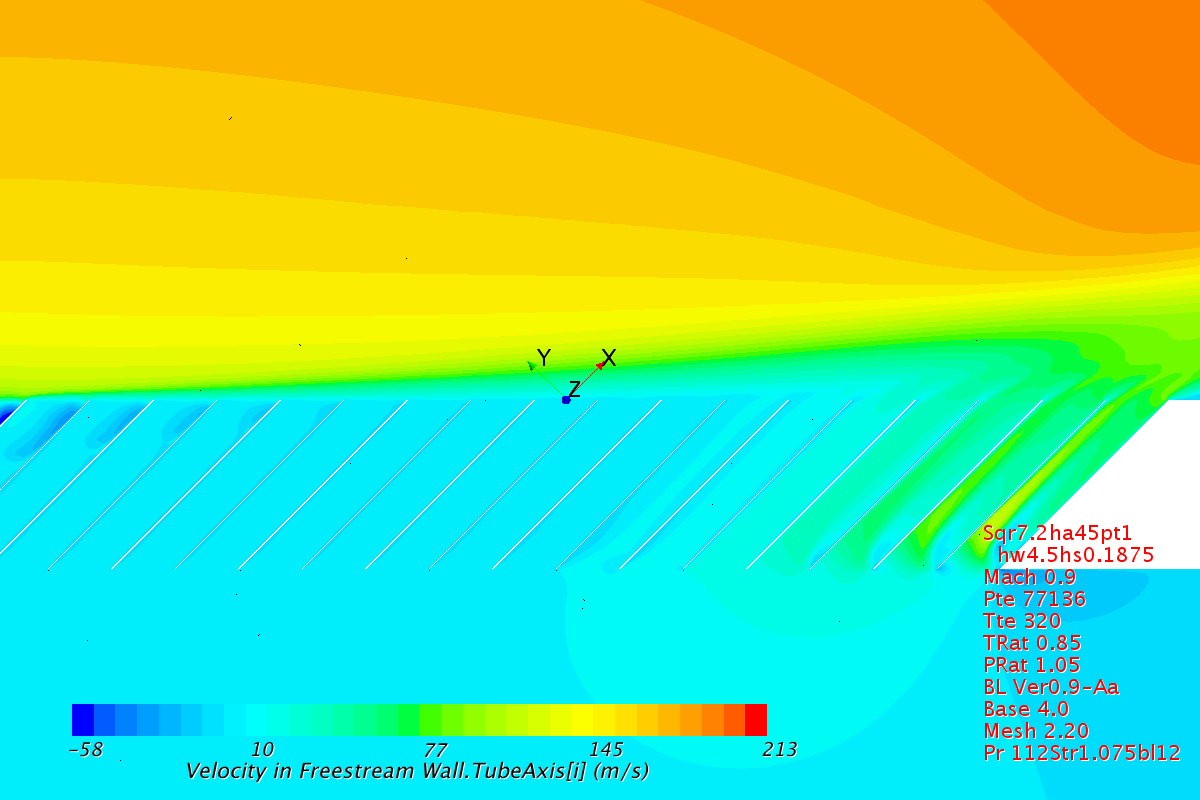 Y X
Z
Sqr7.2ha45pt1
hw4.5hs0.1875
Mach 0.9
Pte 77136
Tte 320
TRat 0.85
PRat 1.05
BL Ver0.9-Aa
Base 4.0
Mesh 2.20
Pr 112Str1.075bl12
-58 10 77 145 213
Velocity in Freestream Wall.TubeAxis[i] (m/s)